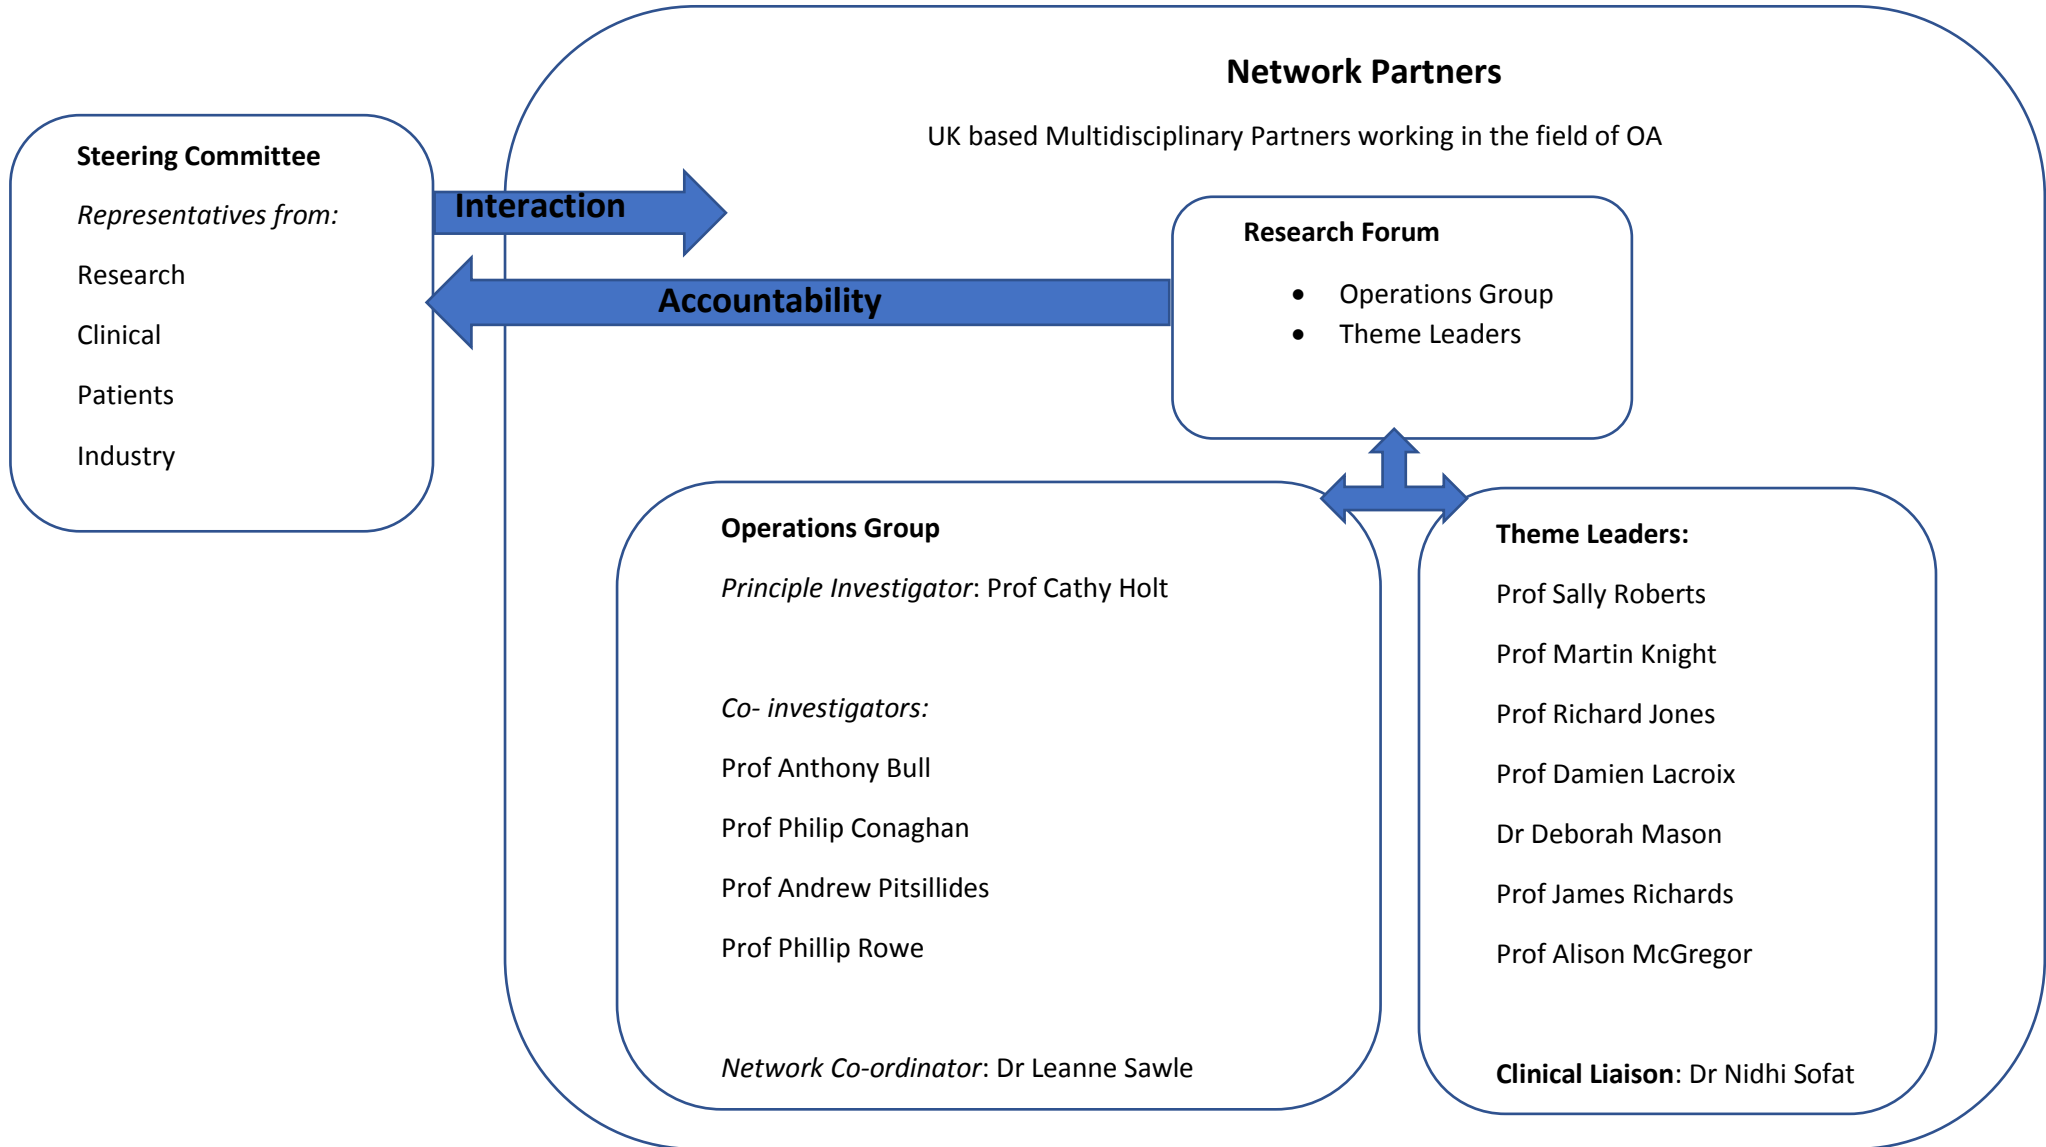 Network Partners
UK based Multidisciplinary Partners working in the field of OA
Steering Committee
Representatives from:
Research
Clinical
Patients
Industry
Interaction
Accountability
Research Forum
• Operations Group
• Theme Leaders
Operations Group
Principle Investigator: Prof Cathy Holt
Co- investigators:
Prof Anthony Bull
Prof Philip Conaghan
Prof Andrew Pitsillides
Prof Phillip Rowe
Network Co-ordinator: Dr Leanne Sawle
Theme Leaders:
Prof Sally Roberts
Prof Martin Knight
Prof Richard Jones
Prof Damien Lacroix
Dr Deborah Mason
Prof James Richards
Prof Alison McGregor
Clinical Liaison: Dr Nidhi Sofat